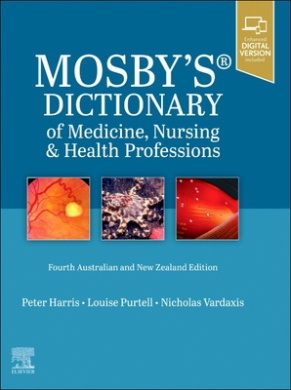 Enhanced
DIGITAL
VERSION
Included
MOSBY'S®
DICTIONARY
of Medicine, Nursing
& Health Professions
Fourth Australian and New Zealand Edition
Peter Harris • Louise Purtell • Nicholas Vardaxis
ELSEVIER